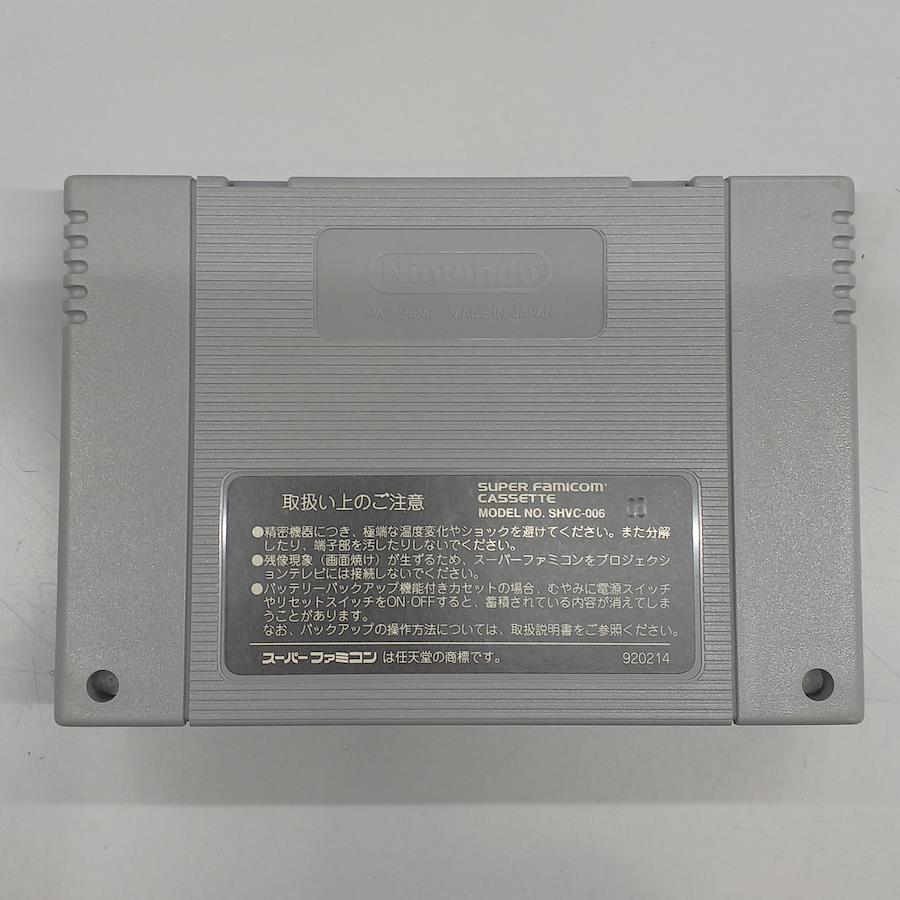 Nintendo
PAT. PEND. MADE IN JAPAN
取扱い上のご注意
SUPER FAMICOM
CASSETTE
MODEL NO. SHVC-006
●精密機器につき、極端な温度変化やショックを避けてください。また分解
したり、端子部を汚したりしないでください。
●残像現象（画面焼け）が生ずるため、スーパーファミコンをプロジェクシ
ョンテレビには接続しないでください。
●バッテリーバックアップ機能付きカセットの場合、むやみに電源スイッチ
やリセットスイッチをON・OFFすると、蓄積されている内容が消えてしま
うことがあります。
なお、バックアップの操作方法については、取扱説明書をご参照ください。
スーパーファミコン は任天堂の商標です。
920214